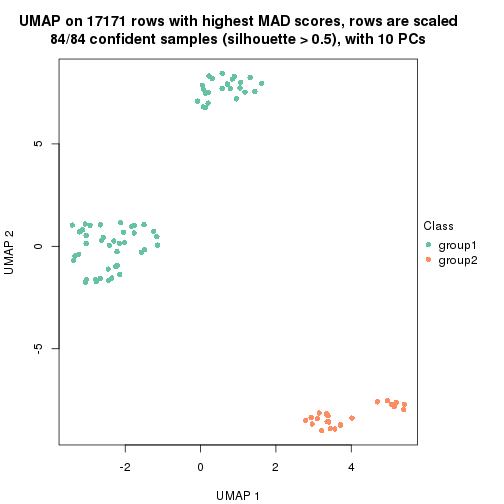 UMAP on 17171 rows with highest MAD scores, rows are scaled
84/84 confident samples (silhouette > 0.5), with 10 PCs
5
0
-5
UMAP 2
-2
0
2
4
UMAP 1
Class
group1
group2